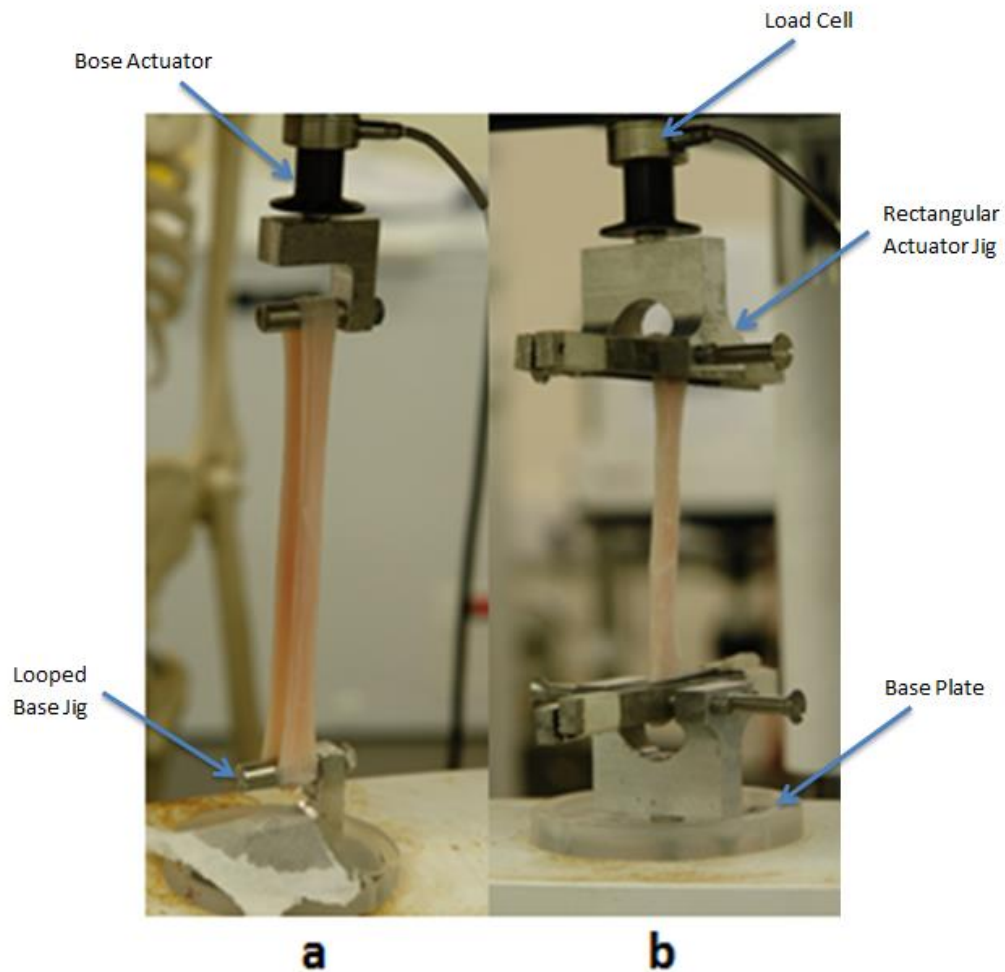 Load Cell
Bose Actuator
Rectangular
Actuator Jig
Looped
Base Jig
Base Plate
a
b